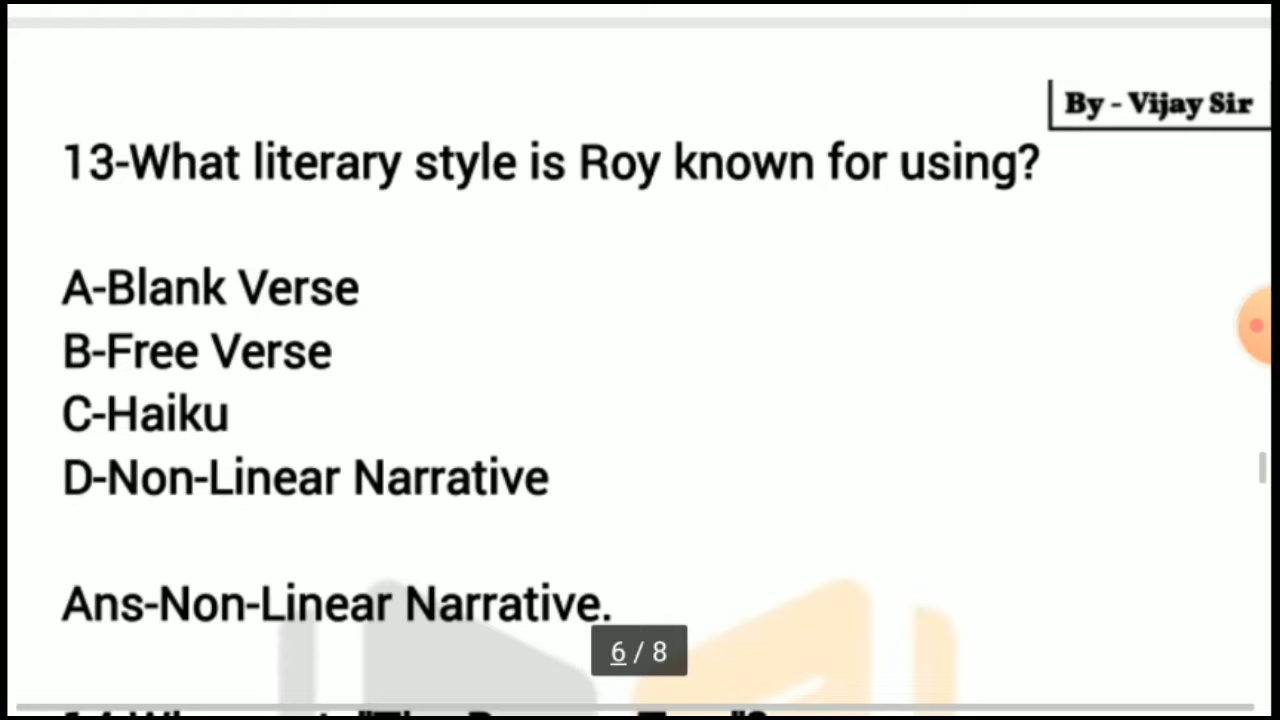 By - Vijay Sir
13-What literary style is Roy known for using?
A-Blank Verse
B-Free Verse
C-Haiku
D-Non-Linear Narrative
Ans-Non-Linear Narrative.
6 / 8